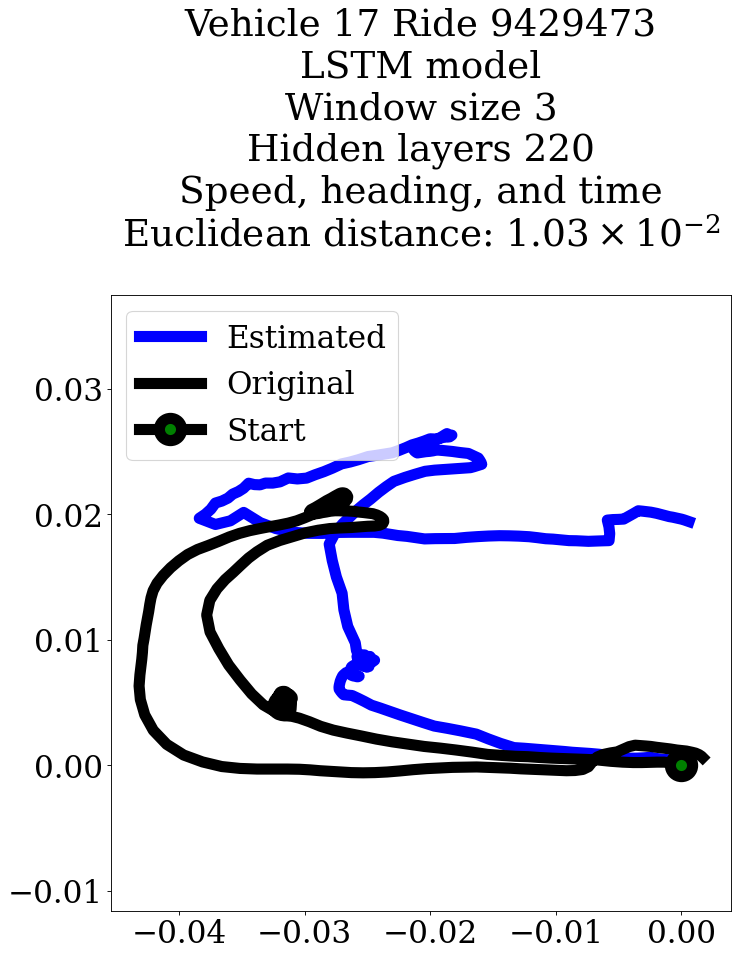 Vehicle 17 Ride 9429473
LSTM model
Window size 3
Hidden layers 220
Speed, heading, and time
Euclidean distance: 1.03 × 10⁻²
Estimated
Original
Start
0.03
0.02
0.01
0.00
−0.01
−0.04 −0.03 −0.02 −0.01 0.00